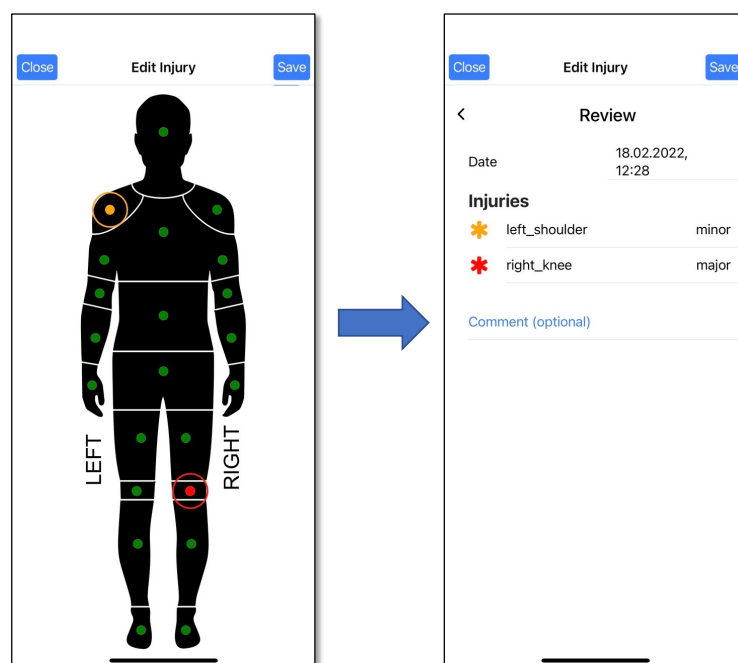 Close Edit Injury Save
LEFT
RIGHT
Close Edit Injury Save
Review
Date 18.02.2022,
12:28
Injuries
left_shoulder minor
right_knee major
Comment (optional)